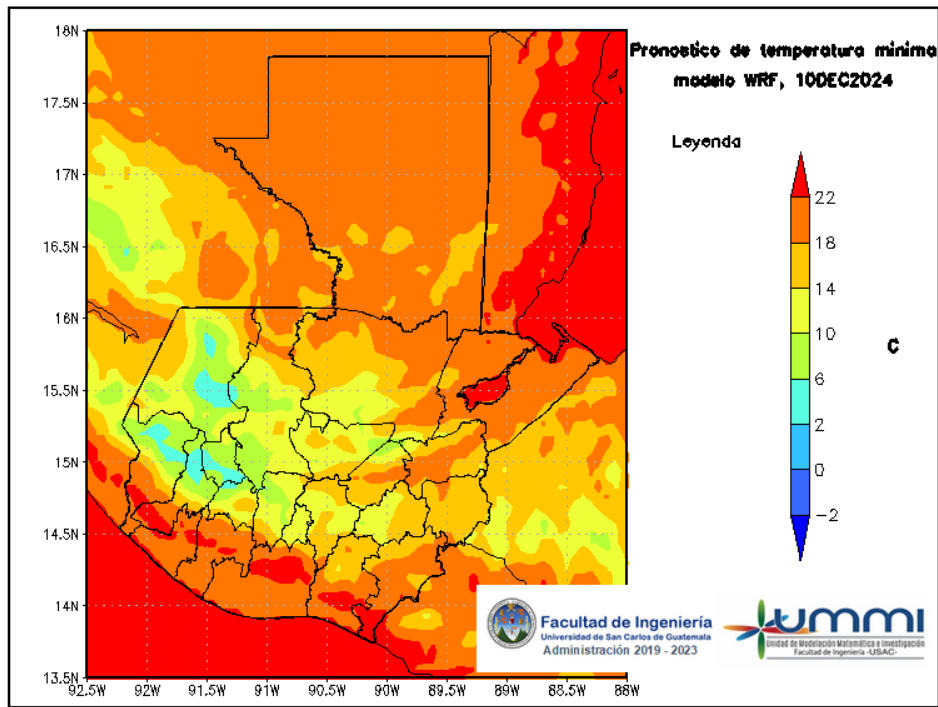 Pronostico de temperatura minima
modelo WRF, 10DEC2024
Leyenda
22
18
14
10
6
2
0
−2
C
18N
17.5N
17N
16.5N
16N
15.5N
15N
14.5N
14N
13.5N
92.5W
92W
91.5W
91W
90.5W
90W
89.5W
89W
88.5W
88W
Facultad de Ingeniería
Universidad de San Carlos de Guatemala
Administración 2019 - 2023
UMMI
Unidad de Modelación Matemática e Investigación
Facultad de Ingeniería -USAC-